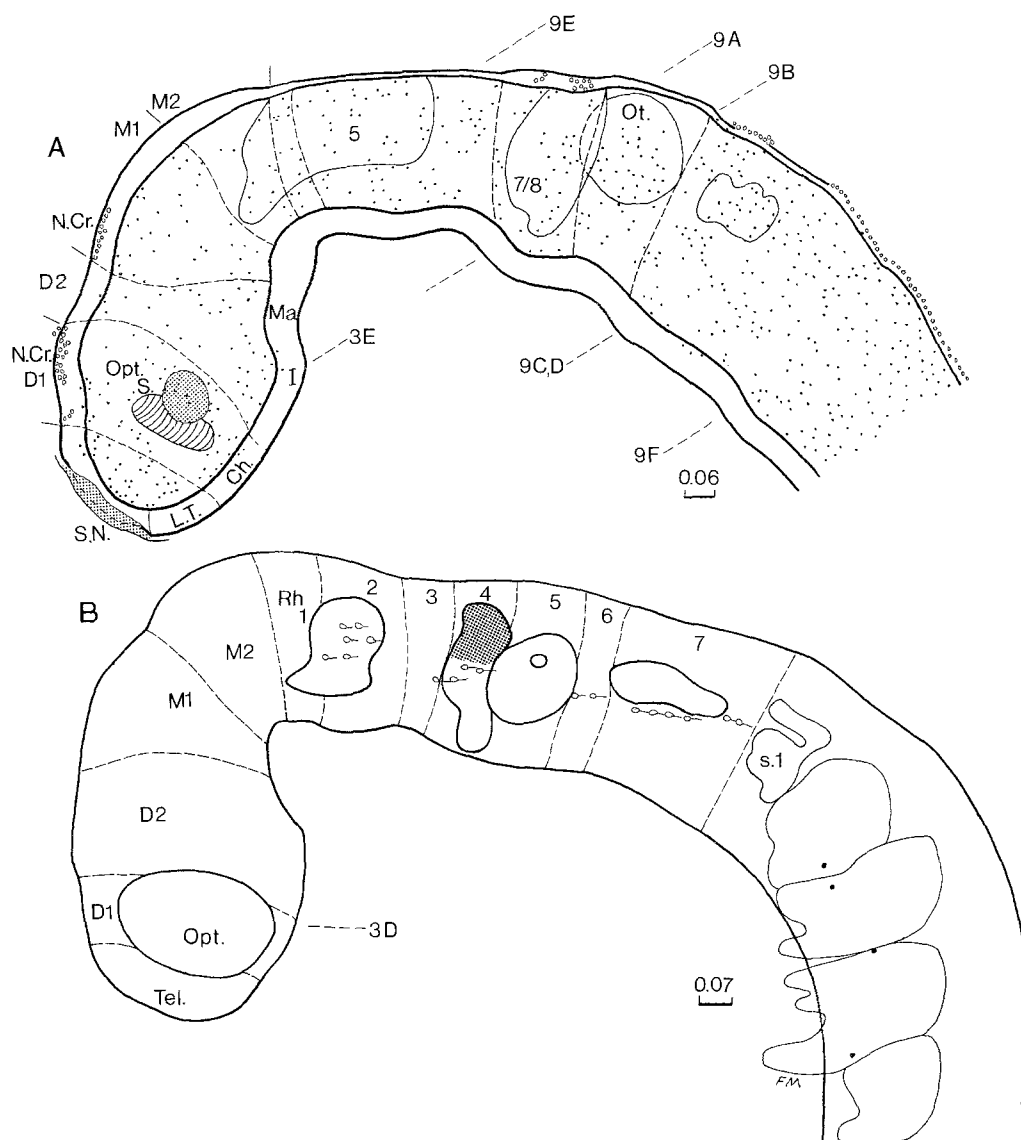 9E
9A
9B
M2
M1
A
5
Ot.
7/8
N.Cr.
D2
Ma
3E
N.Cr.
D1
Opt.
S.
I
9C,D
Ch.
9F
0.06
L.T.
S.N.
B
Rh
1
2
3
4
5
6
7
M2
M1
s.1
D2
D1
Opt.
3D
Tel.
0.07
F.M.